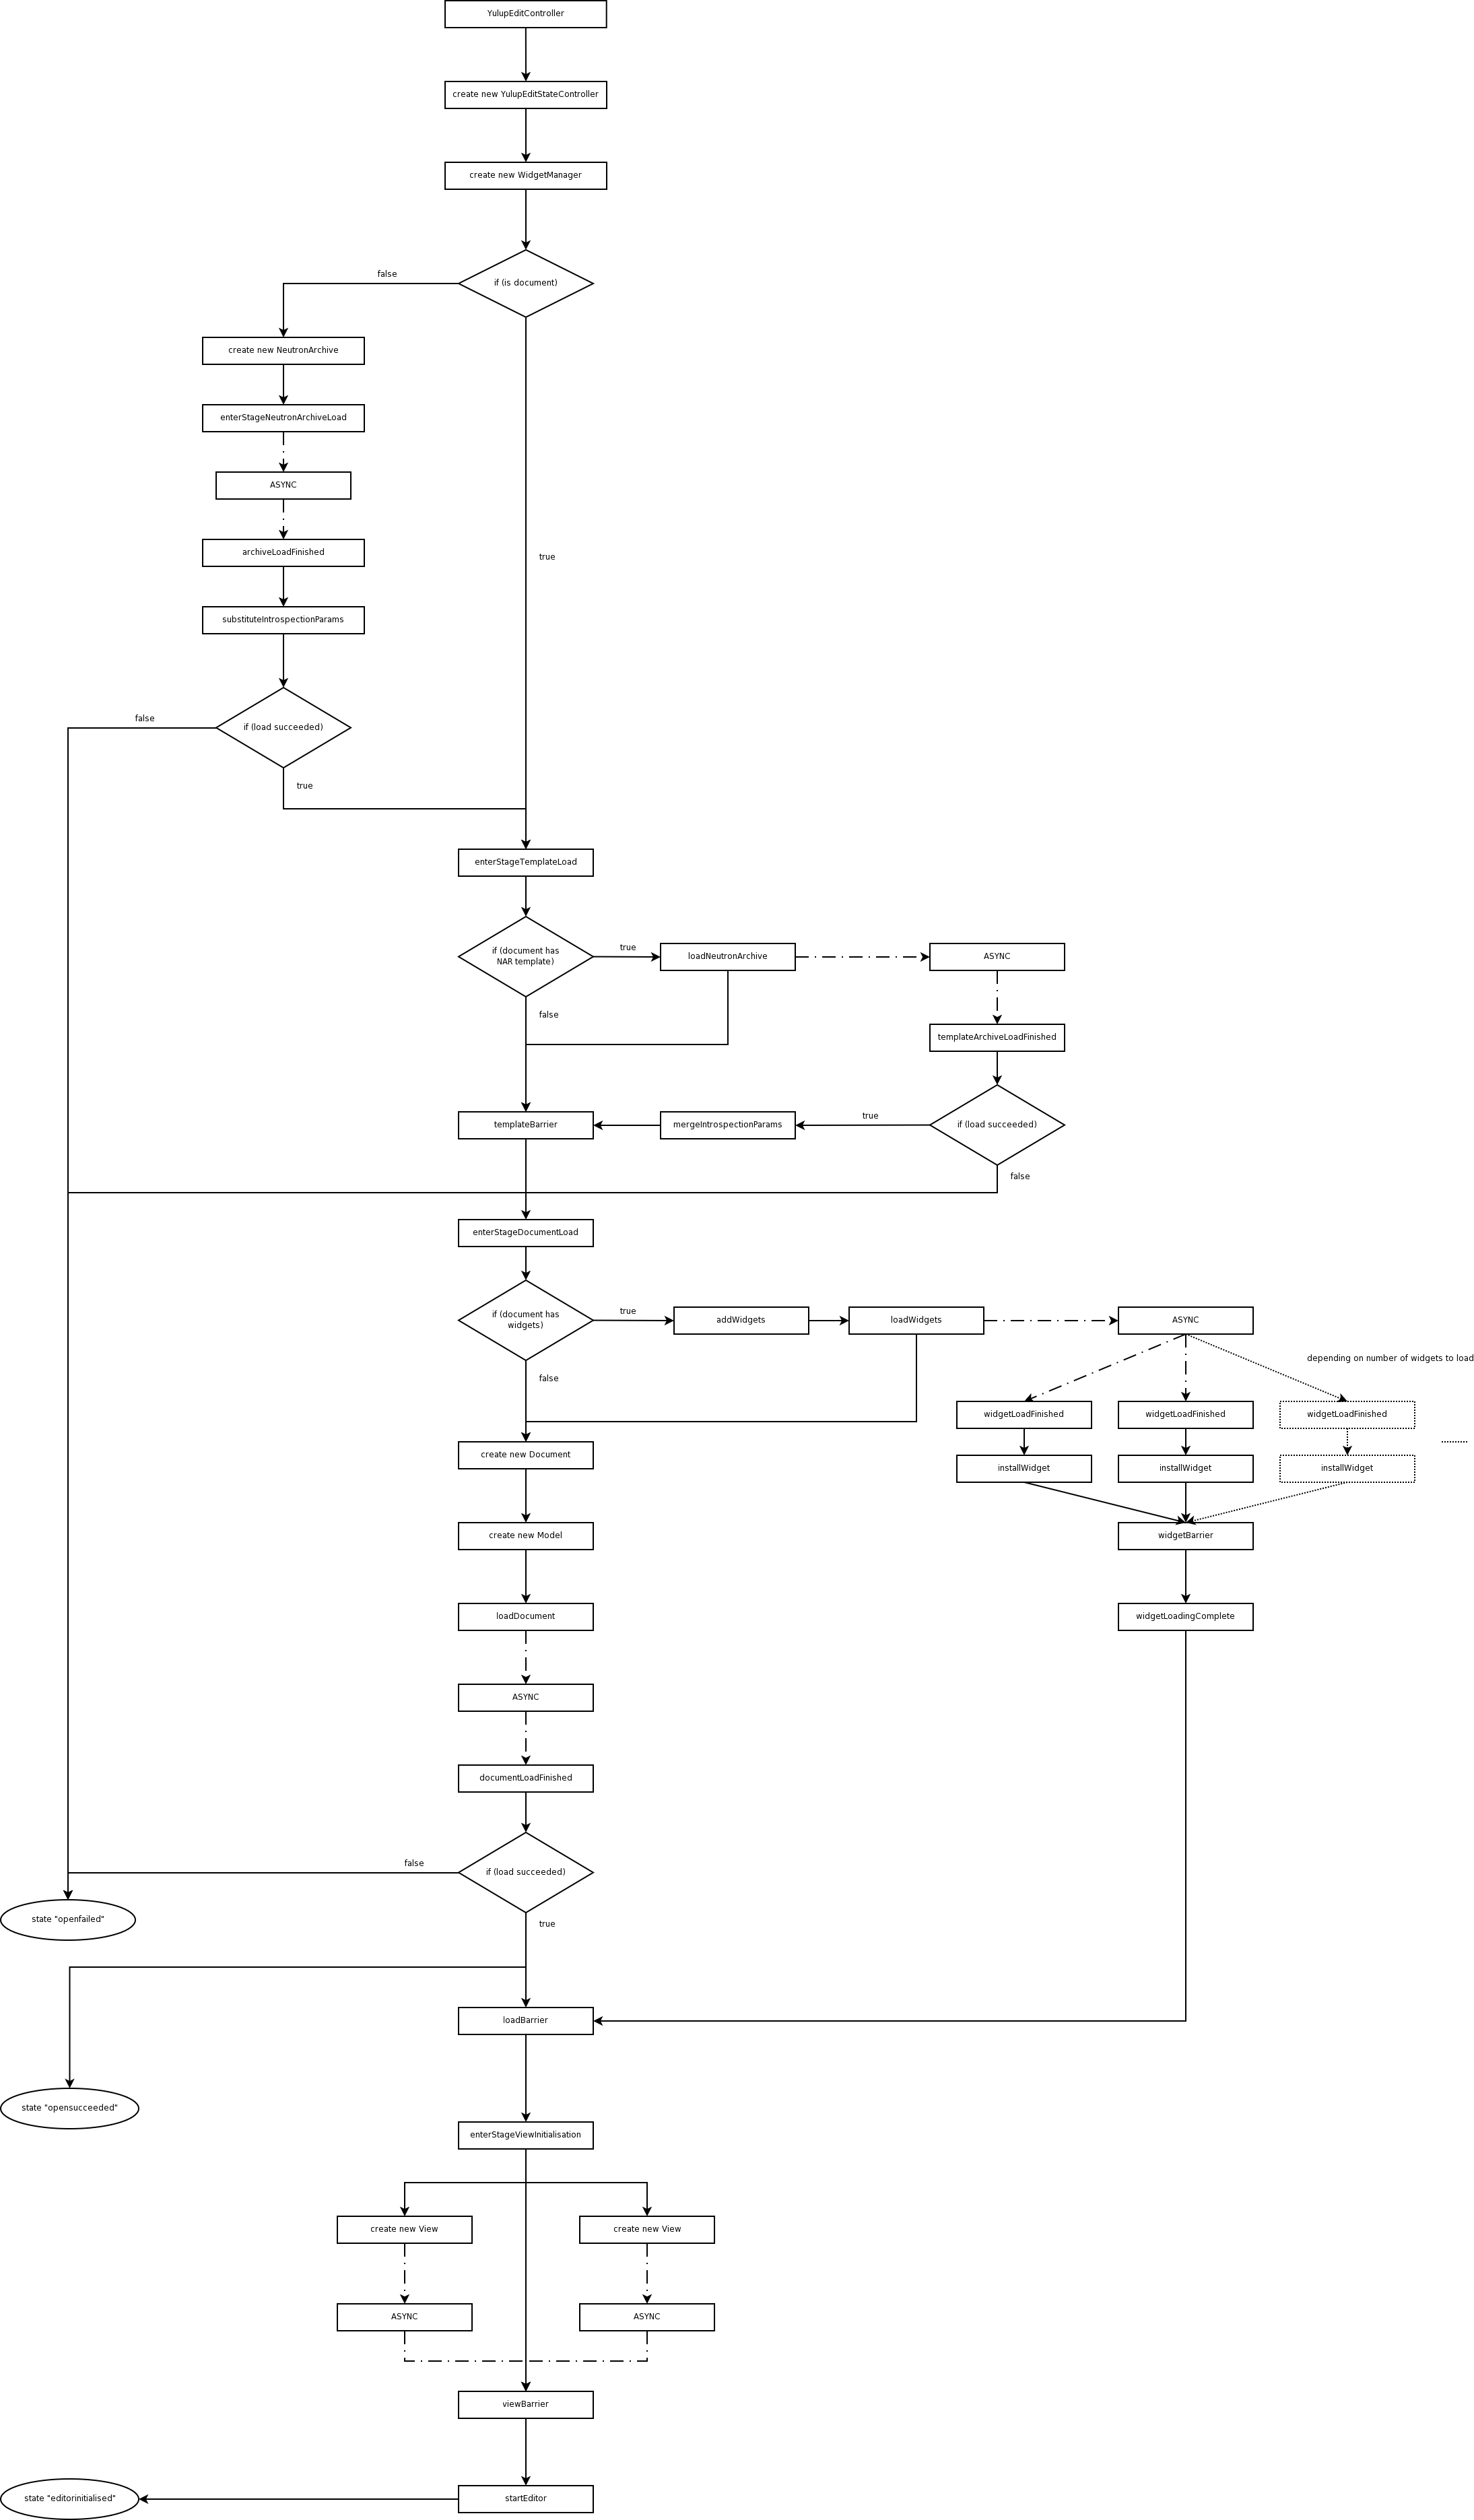 YulupEditController
create new YulupEditStateController
create new WidgetManager
if (is document)
false
create new NeutronArchive
enterStageNeutronArchiveLoad
ASYNC
archiveLoadFinished
true
substituteIntrospectionParams
false
if (load succeeded)
true
enterStageTemplateLoad
if (document has
NAR template)
true
loadNeutronArchive
ASYNC
false
templateArchiveLoadFinished
templateBarrier
mergeIntrospectionParams
true
if (load succeeded)
false
enterStageDocumentLoad
if (document has
widgets)
true
addWidgets
loadWidgets
ASYNC
depending on number of widgets to load
false
widgetLoadFinished
widgetLoadFinished
widgetLoadFinished
create new Document
installWidget
installWidget
installWidget
create new Model
widgetBarrier
loadDocument
widgetLoadingComplete
ASYNC
documentLoadFinished
false
if (load succeeded)
state "openfailed"
true
loadBarrier
state "opensucceeded"
enterStageViewInitialisation
create new View
create new View
ASYNC
ASYNC
viewBarrier
state "editorinitialised"
startEditor